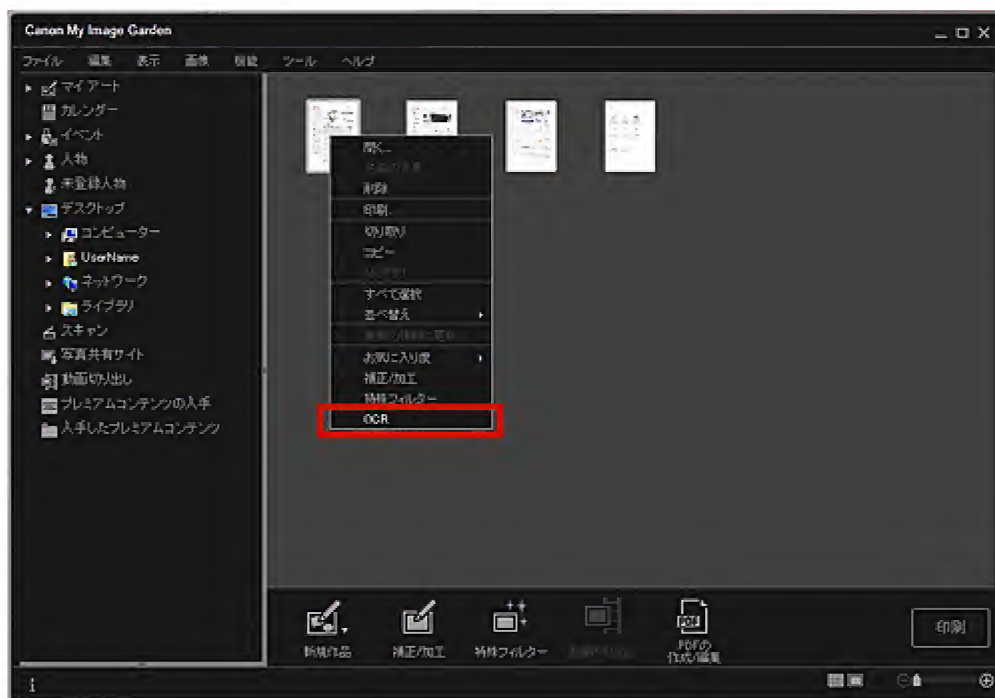 Canon My Image Garden
ファイル 編集 表示 画像 機能 ツール ヘルプ
マイ アート
カレンダー
イベント
人物
未登録人物
デスクトップ
コンピューター
UserName
ネットワーク
ライブラリ
スキャン
写真共有サイト
動画切り出し
プレミアムコンテンツの入手
入手したプレミアムコンテンツ
開く...
削除
印刷...
切り取り
コピー
すべて選択
並べ替え
お気に入り度
補正/加工
特殊フィルター
OCR
新規作品
補正/加工
特殊フィルター
PDFの
作成/編集
印刷